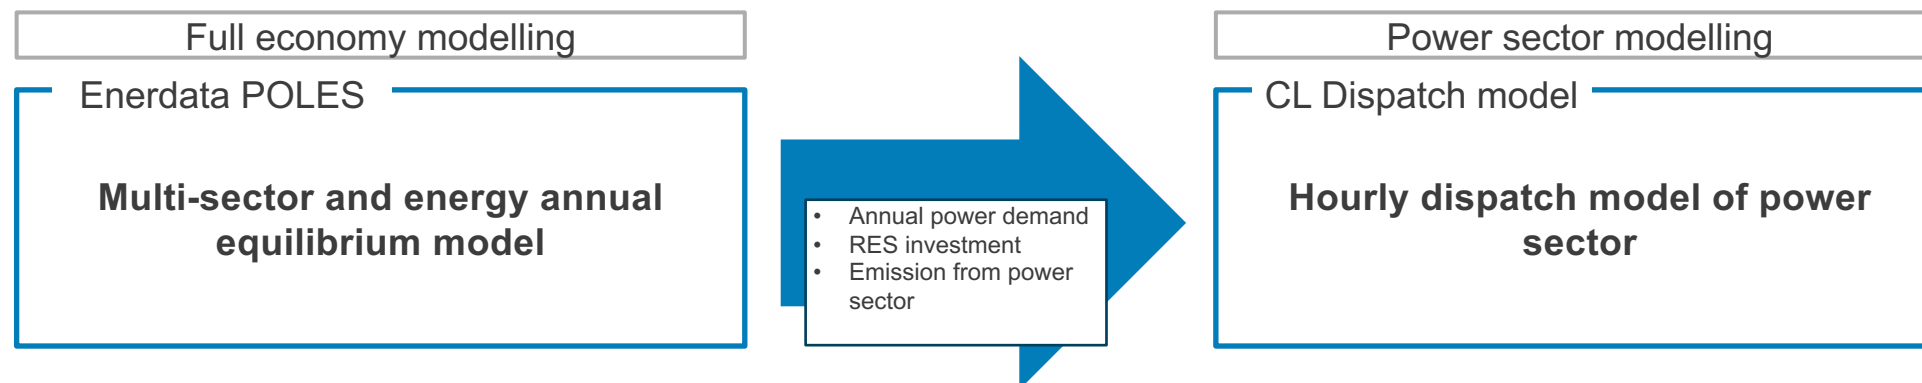 Full economy modelling
Enerdata POLES
Multi-sector and energy annual
equilibrium model
• Annual power demand
• RES investment
• Emission from power
sector
Power sector modelling
CL Dispatch model
Hourly dispatch model of power
sector